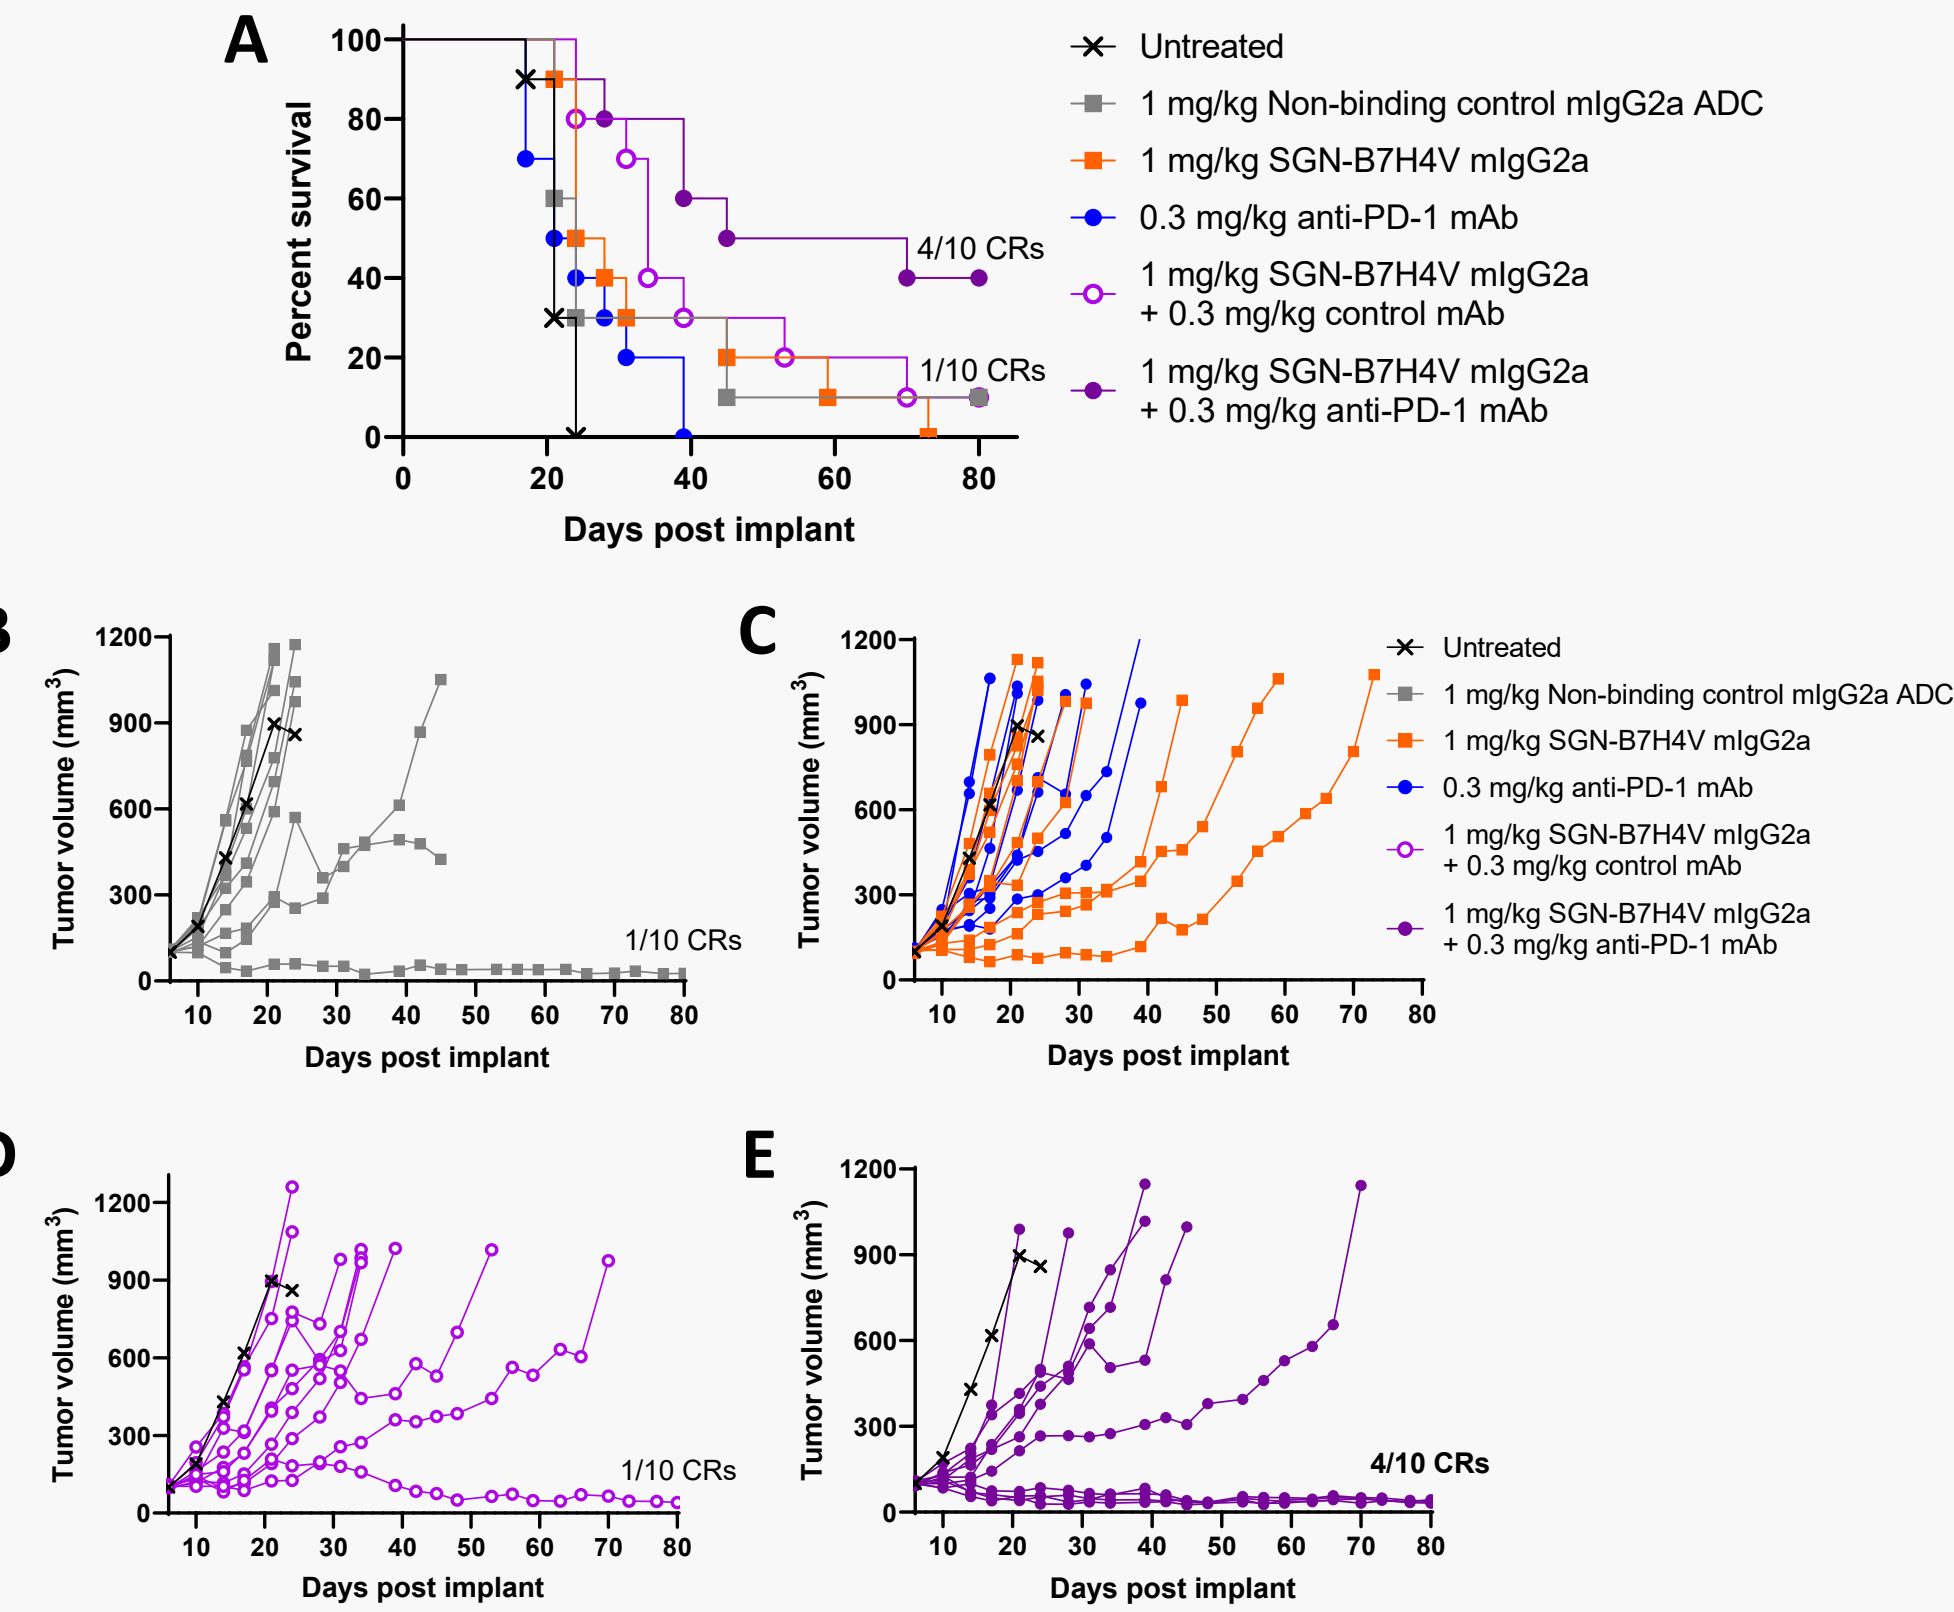 A
100
80
60
40
20
0
Percent survival
0 20 40 60 80
Days post implant
4/10 CRs
1/10 CRs
Untreated
1 mg/kg Non-binding control mIgG2a ADC
1 mg/kg SGN-B7H4V mIgG2a
0.3 mg/kg anti-PD-1 mAb
1 mg/kg SGN-B7H4V mIgG2a
+ 0.3 mg/kg control mAb
1 mg/kg SGN-B7H4V mIgG2a
+ 0.3 mg/kg anti-PD-1 mAb
B
1200
900
600
300
0
Tumor volume (mm3)
10 20 30 40 50 60 70 80
Days post implant
1/10 CRs
C
1200
900
600
300
0
Tumor volume (mm3)
10 20 30 40 50 60 70 80
Days post implant
Untreated
1 mg/kg Non-binding control mIgG2a ADC
1 mg/kg SGN-B7H4V mIgG2a
0.3 mg/kg anti-PD-1 mAb
1 mg/kg SGN-B7H4V mIgG2a
+ 0.3 mg/kg control mAb
1 mg/kg SGN-B7H4V mIgG2a
+ 0.3 mg/kg anti-PD-1 mAb
D
1200
900
600
300
0
Tumor volume (mm3)
10 20 30 40 50 60 70 80
Days post implant
1/10 CRs
E
1200
900
600
300
0
Tumor volume (mm3)
10 20 30 40 50 60 70 80
Days post implant
4/10 CRs